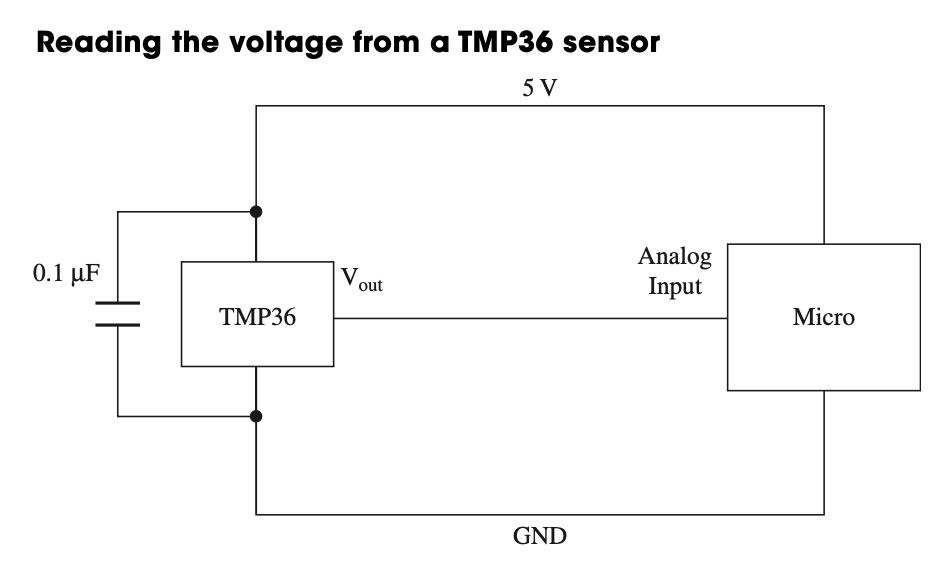 Reading the voltage from a TMP36 sensor
5 V
0.1 µF
Vout
Analog
Input
TMP36
Micro
GND